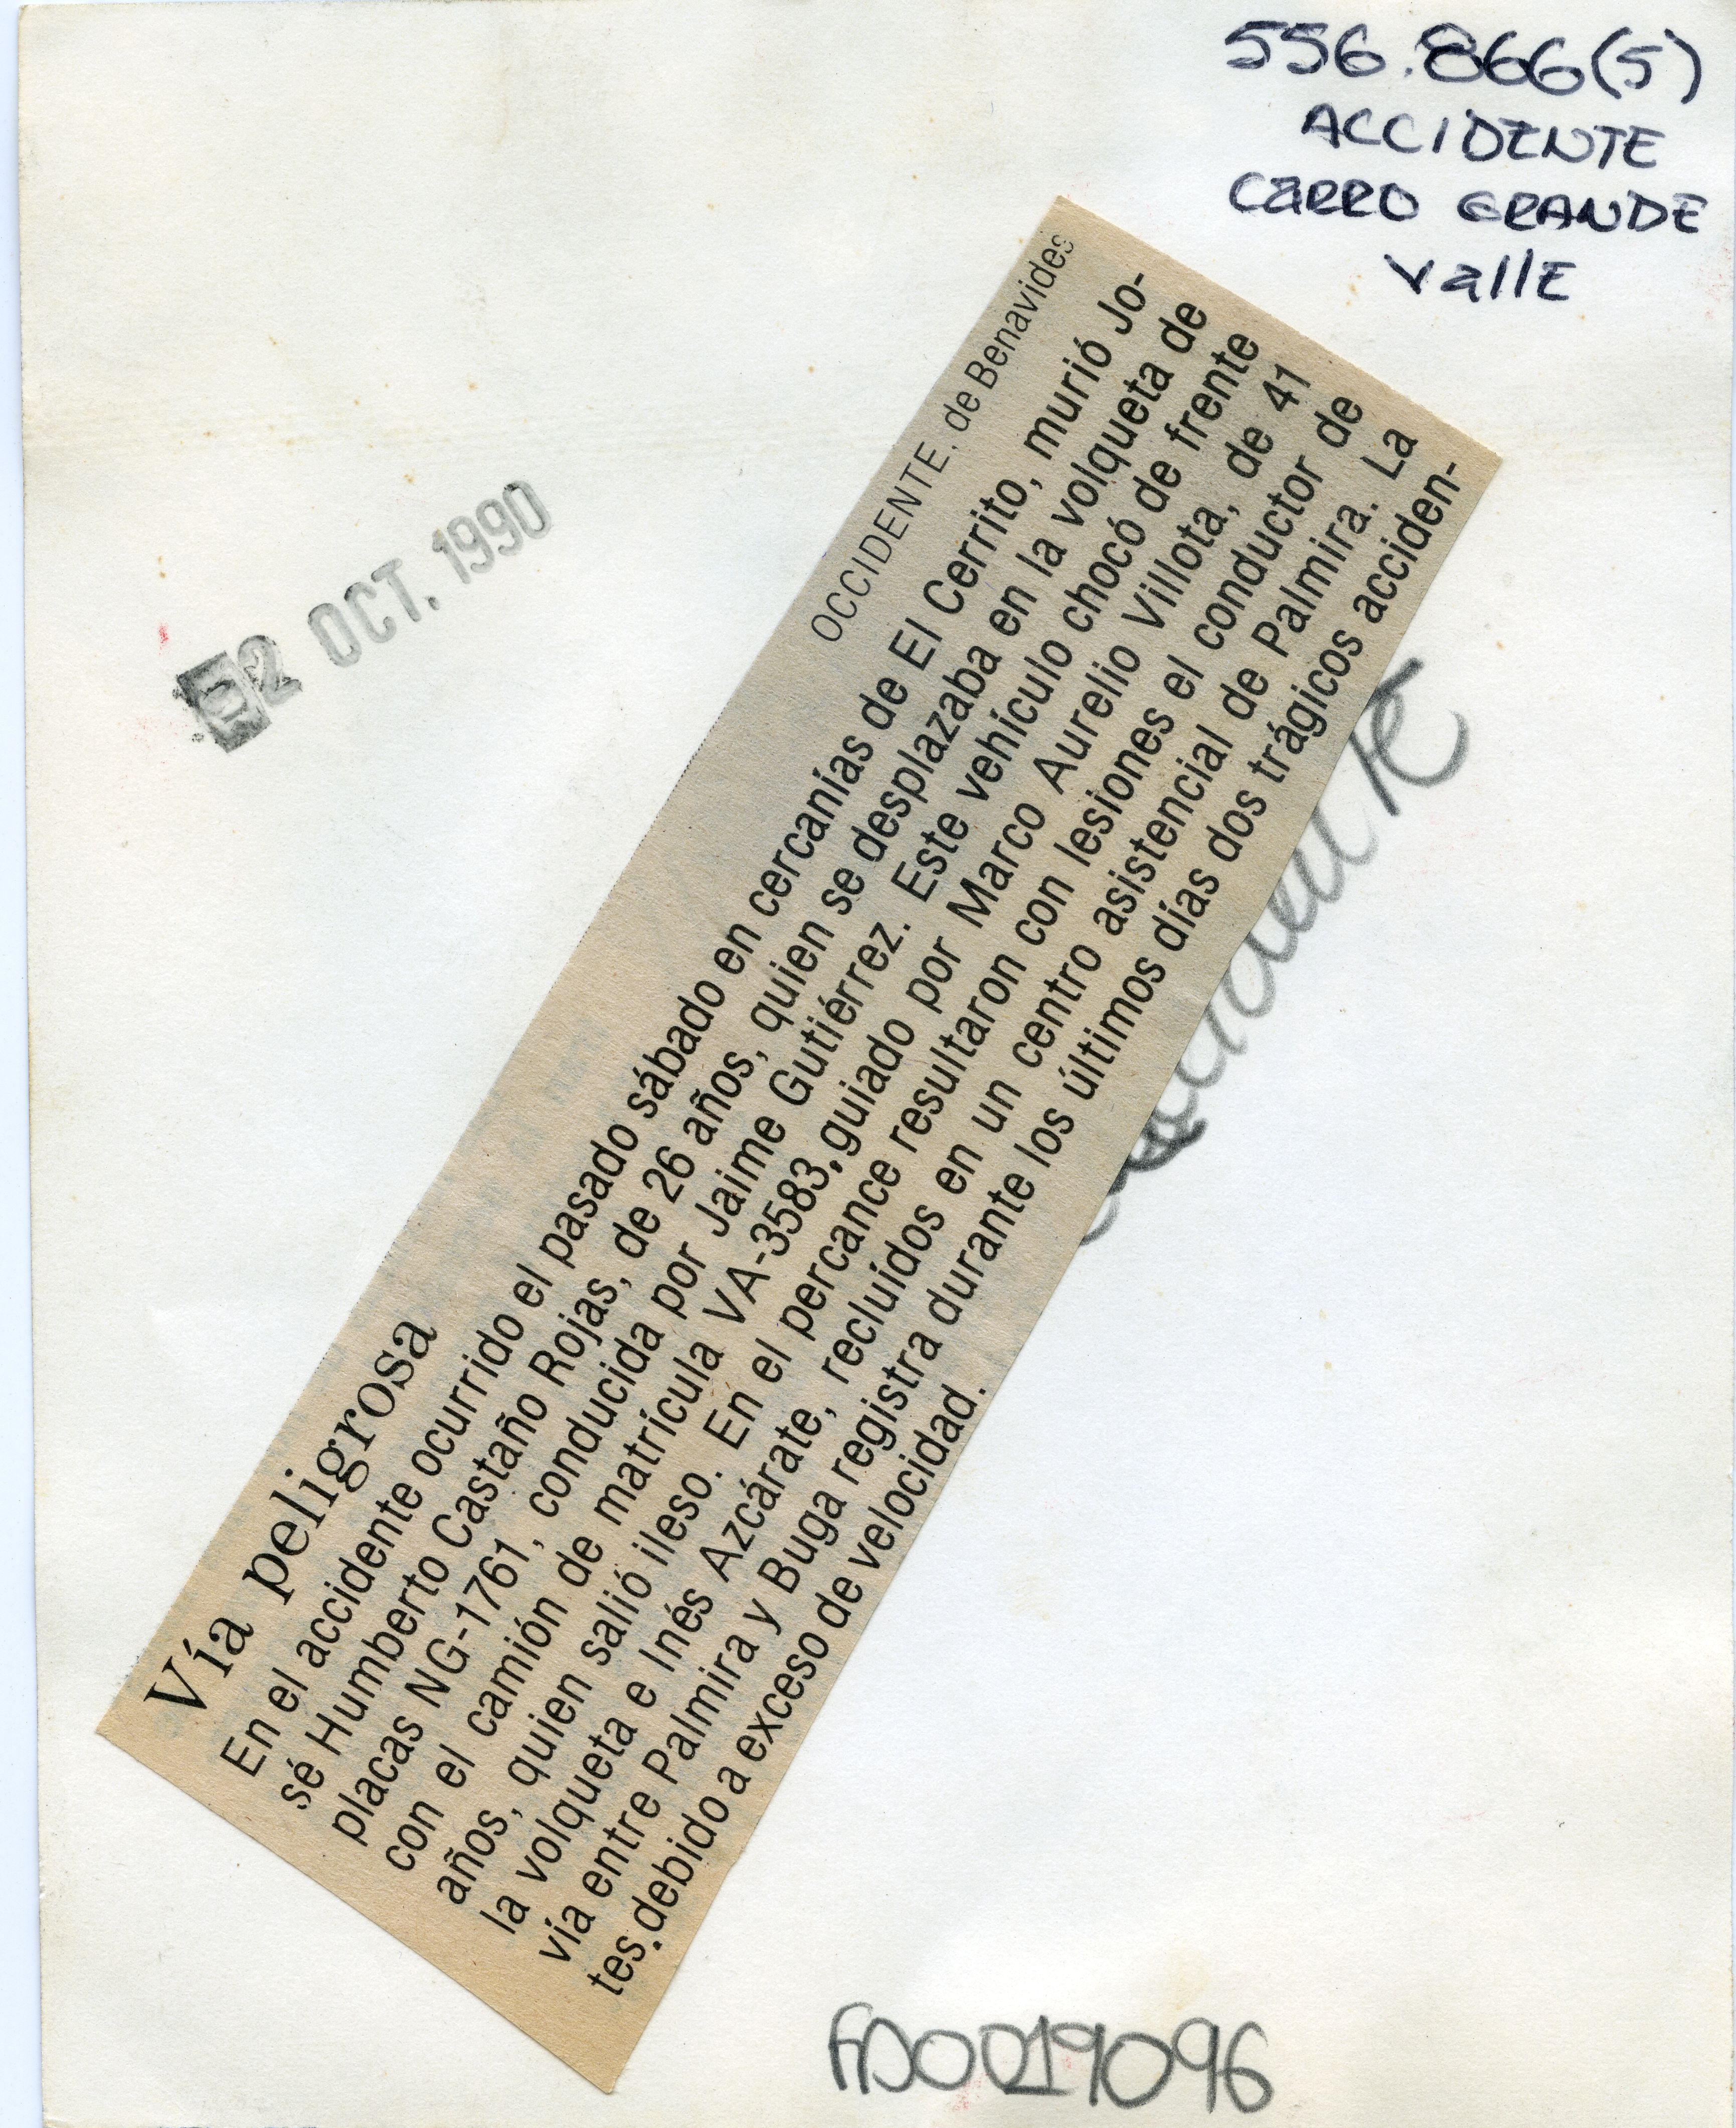 556.866(5)
ACCIDENTE
CARRO GRANDE
VallE
2 OCT. 1990
OCCIDENTE, de Benavides
Vía peligrosa
En el accidente ocurrido el pasado sábado en cercanías de El Cerrito, murió Jo-
sé Humberto Castaño Rojas, de 26 años, quien se desplazaba en la volqueta de
placas NG-1761, conducida por Jaime Gutiérrez. Este vehículo chocó de frente
con el camión de matrícula VA-3583, guiado por Marco Aurelio Villota, de 41
años, quien salió ileso. En el percance resultaron con lesiones el conductor de
la volqueta e Inés Azcárate, recluídos en un centro asistencial de Palmira. La
vía entre Palmira y Buga registra durante los últimos días dos trágicos acciden-
tes debido a exceso de velocidad.